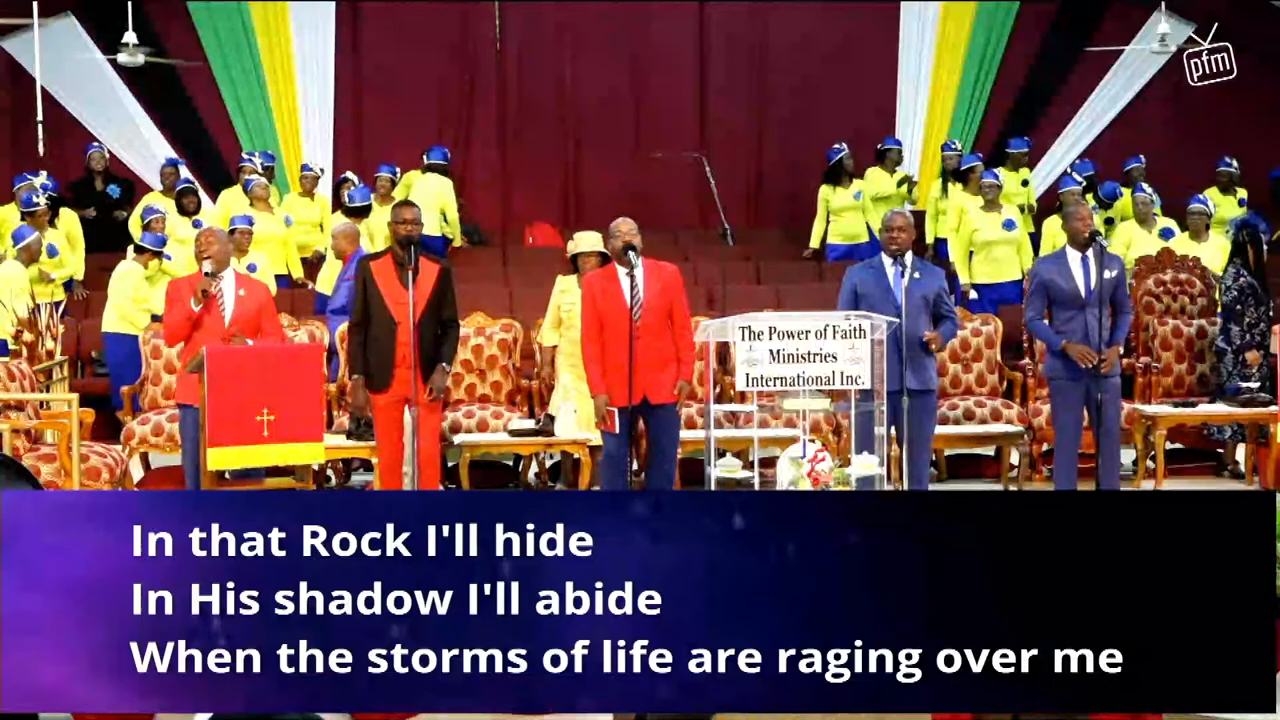 pfm
The Power of Faith
Ministries
International Inc.
In that Rock I'll hide
In His shadow I'll abide
When the storms of life are raging over me